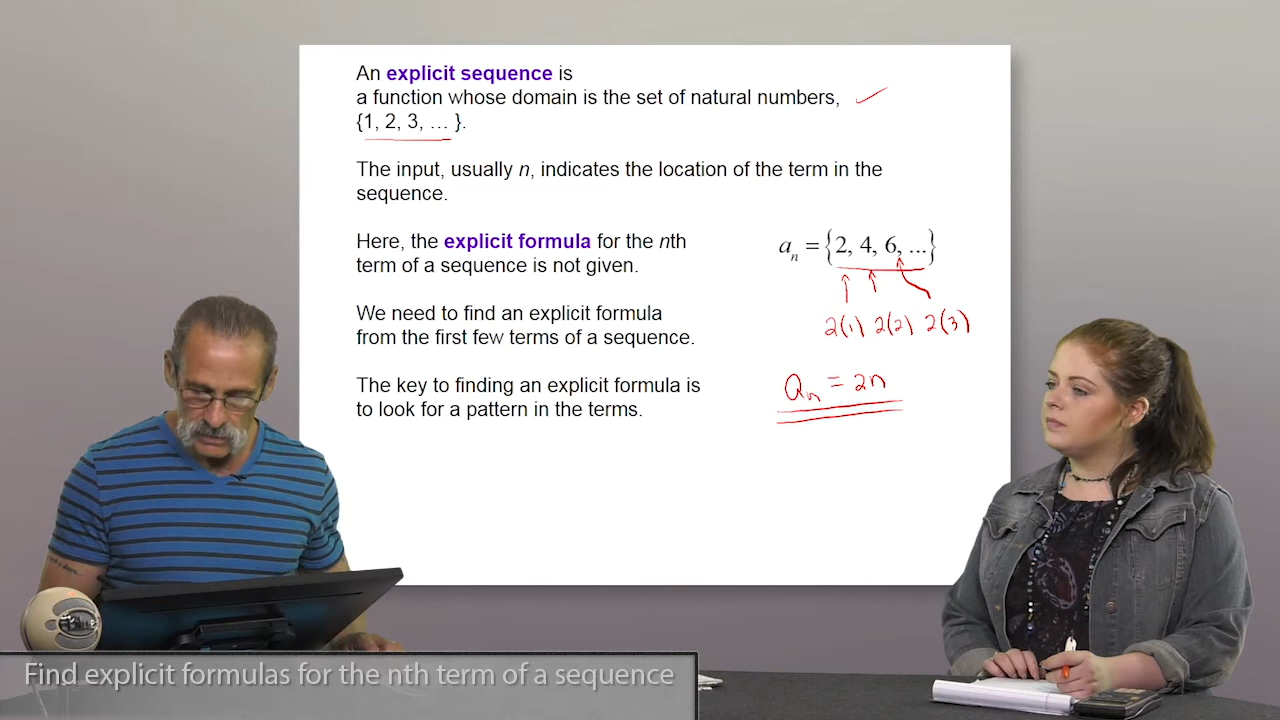 An explicit sequence is
a function whose domain is the set of natural numbers,
{1, 2, 3, … }.
The input, usually n, indicates the location of the term in the
sequence.
Here, the explicit formula for the nth
term of a sequence is not given.
We need to find an explicit formula
from the first few terms of a sequence.
The key to finding an explicit formula is
to look for a pattern in the terms.
aₙ = {2, 4, 6, ...}
2(1) 2(2) 2(3)
aₙ = 2n
Blue
Find explicit formulas for the nth term of a sequence